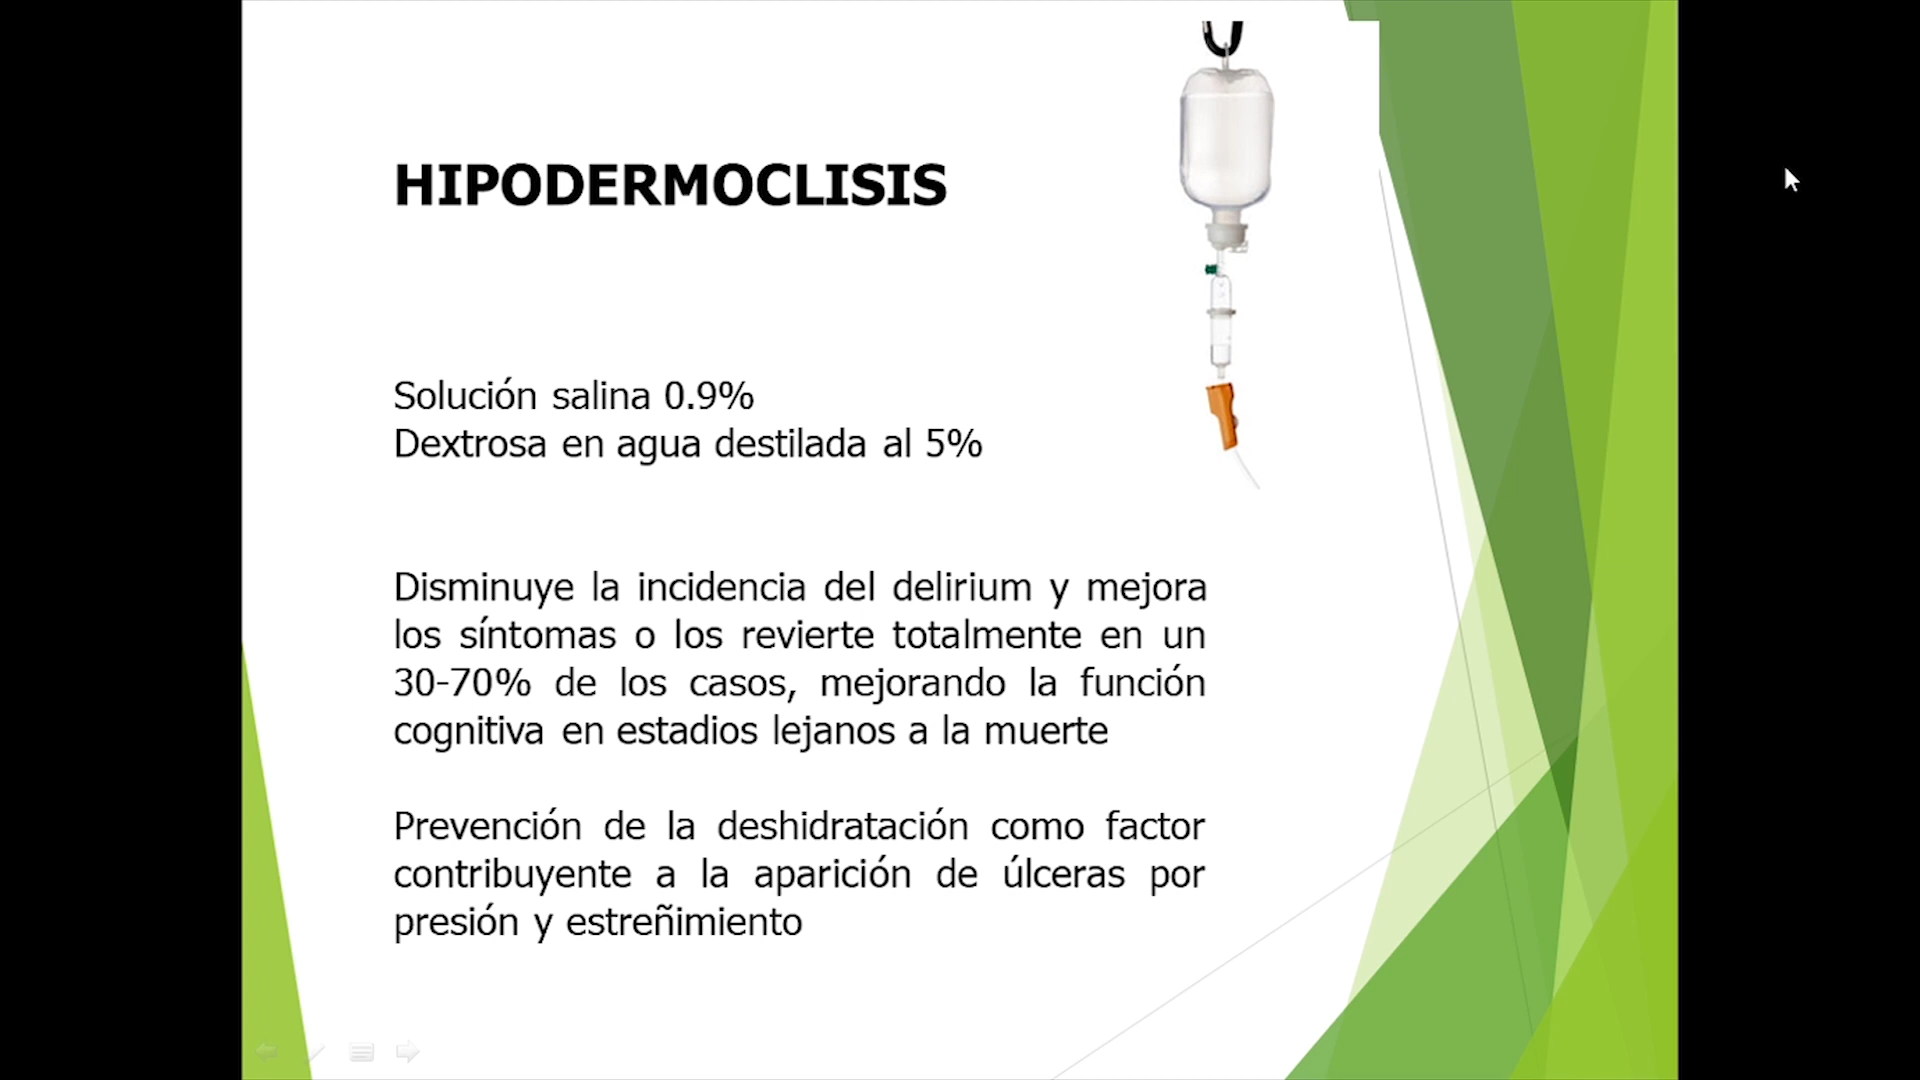 HIPODERMOCLISIS
Solución salina 0.9%
Dextrosa en agua destilada al 5%
Disminuye la incidencia del delirium y mejora
los síntomas o los revierte totalmente en un
30-70% de los casos, mejorando la función
cognitiva en estadios lejanos a la muerte
Prevención de la deshidratación como factor
contribuyente a la aparición de úlceras por
presión y estreñimiento